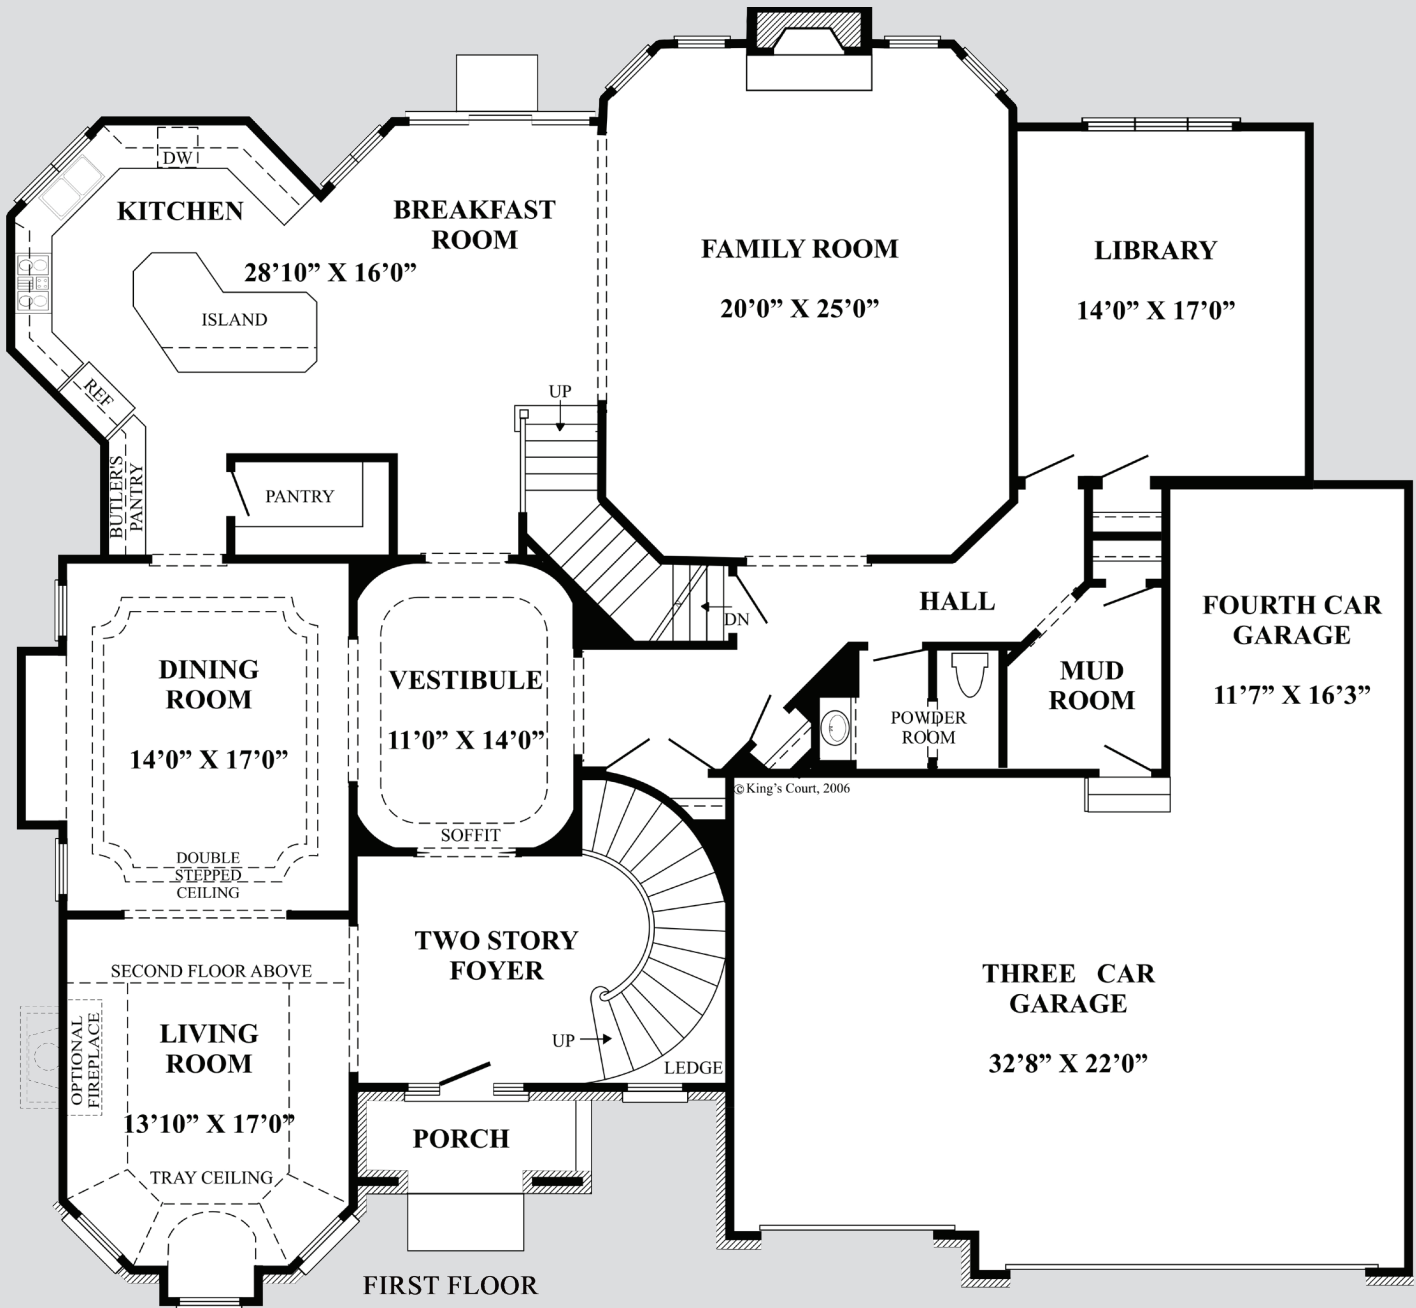 DW
KITCHEN
BREAKFAST
ROOM
28’10” X 16’0”
ISLAND
REF
BUTLER'S
PANTRY
PANTRY
UP
FAMILY ROOM
20’0” X 25’0”
LIBRARY
14’0” X 17’0”
DN
HALL
FOURTH CAR
GARAGE
11’7” X 16’3”
MUD
ROOM
POWDER
ROOM
DINING
ROOM
14’0” X 17’0”
DOUBLE
STEPPED
CEILING
VESTIBULE
11’0” X 14’0”
SOFFIT
©King’s Court, 2006
TWO STORY
FOYER
UP
LEDGE
THREE CAR
GARAGE
32’8” X 22’0”
SECOND FLOOR ABOVE
LIVING
ROOM
13’10” X 17’0”
OPTIONAL
FIREPLACE
TRAY CEILING
PORCH
FIRST FLOOR